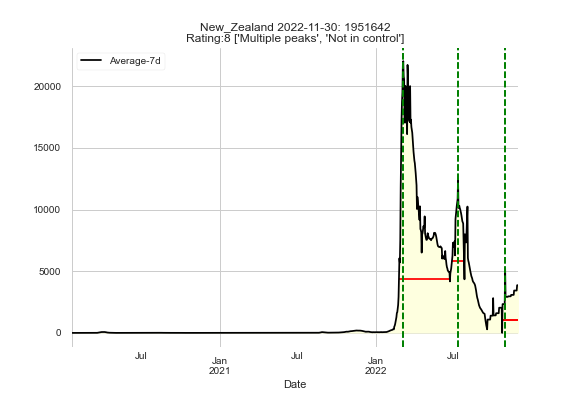 New_Zealand 2022-11-30: 1951642
Rating:8 ['Multiple peaks', 'Not in control']
Average-7d
20000
15000
10000
5000
0
Jul
Jan
2021
Jul
Jan
2022
Jul
Date